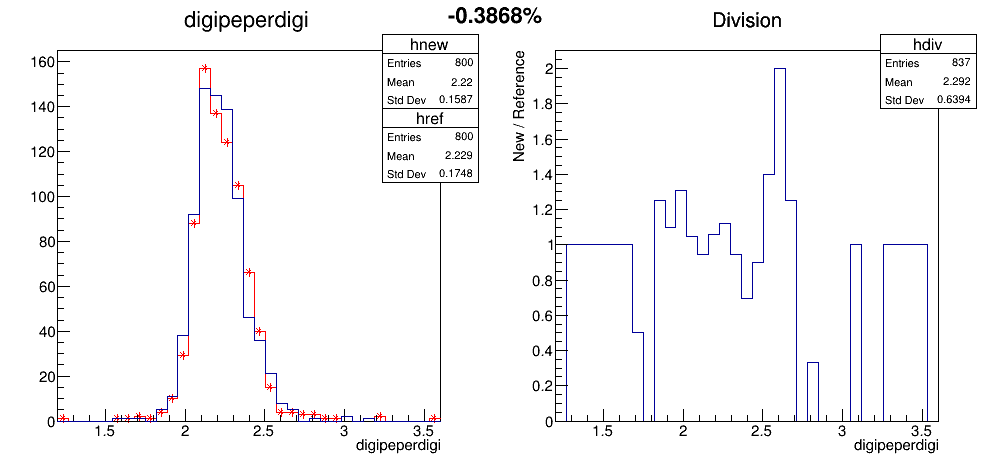 -0.3868%
digipeperdigi
hnew
Entries 800
Mean 2.22
Std Dev 0.1587
href
Entries 800
Mean 2.229
Std Dev 0.1748
160
140
120
100
80
60
40
20
0
1.5 2 2.5 3 3.5
digipeperdigi
Division
hdiv
Entries 837
Mean 2.292
Std Dev 0.6394
New / Reference
2
1.8
1.6
1.4
1.2
1
0.8
0.6
0.4
0.2
0
1.5 2 2.5 3 3.5
digipeperdigi